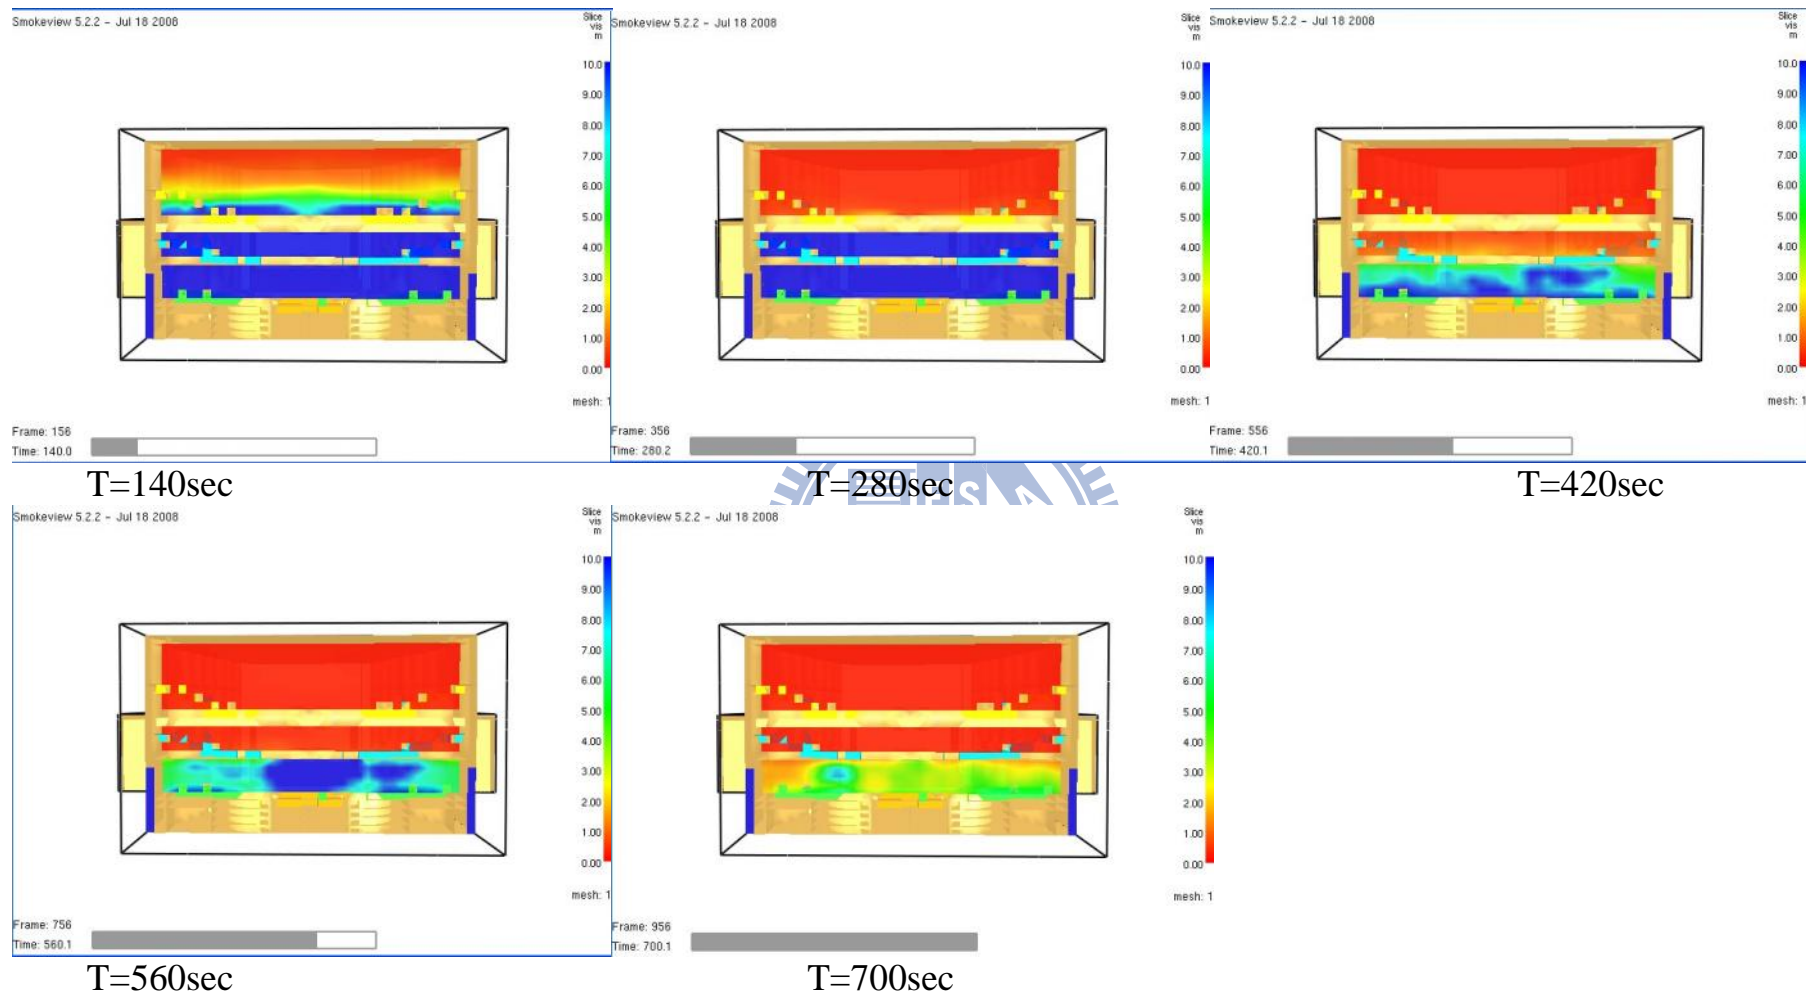 Smokeview 5.2.2 - Jul 18 2008
Slice
vis
m
10.0
9.00
8.00
7.00
6.00
5.00
4.00
3.00
2.00
1.00
0.00
mesh: 1
Frame: 156
Time: 140.0
T=140sec
Smokeview 5.2.2 - Jul 18 2008
Slice
vis
m
10.0
9.00
8.00
7.00
6.00
5.00
4.00
3.00
2.00
1.00
0.00
mesh: 1
Frame: 356
Time: 280.2
T=280sec
Smokeview 5.2.2 - Jul 18 2008
Slice
vis
m
10.0
9.00
8.00
7.00
6.00
5.00
4.00
3.00
2.00
1.00
0.00
mesh: 1
Frame: 556
Time: 420.1
T=420sec
Smokeview 5.2.2 - Jul 18 2008
Slice
vis
m
10.0
9.00
8.00
7.00
6.00
5.00
4.00
3.00
2.00
1.00
0.00
mesh: 1
Frame: 756
Time: 560.1
T=560sec
Smokeview 5.2.2 - Jul 18 2008
Slice
vis
m
10.0
9.00
8.00
7.00
6.00
5.00
4.00
3.00
2.00
1.00
0.00
mesh: 1
Frame: 956
Time: 700.1
T=700sec